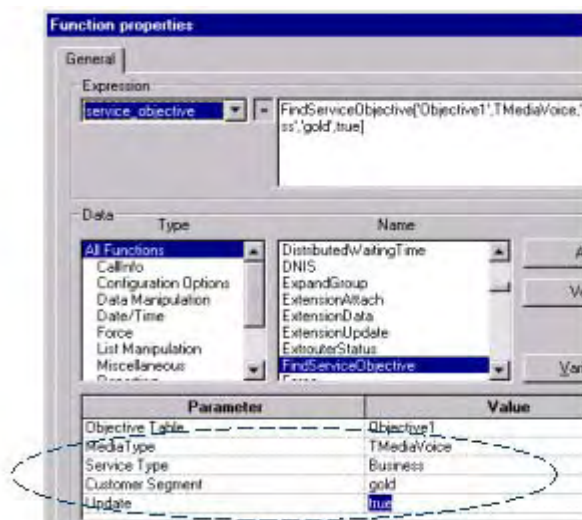 Function properties
General
Expression
service_objective = FindServiceObjective['Objective1',TMediaVoice,'
ss','gold',true]
Data
Type Name
All Functions
CallInfo
Configuration Options
Data Manipulation
Date/Time
Force
List Manipulation
Miscellaneous
DistributedWaitingTime
DNIS
ExpandGroup
ExtensionAttach
ExtensionData
ExtensionUpdate
ExtrouterStatus
FindServiceObjective
Parameter Value
Objective Table Objective1
MediaType TMediaVoice
Service Type Business
Customer Segment gold
Update true